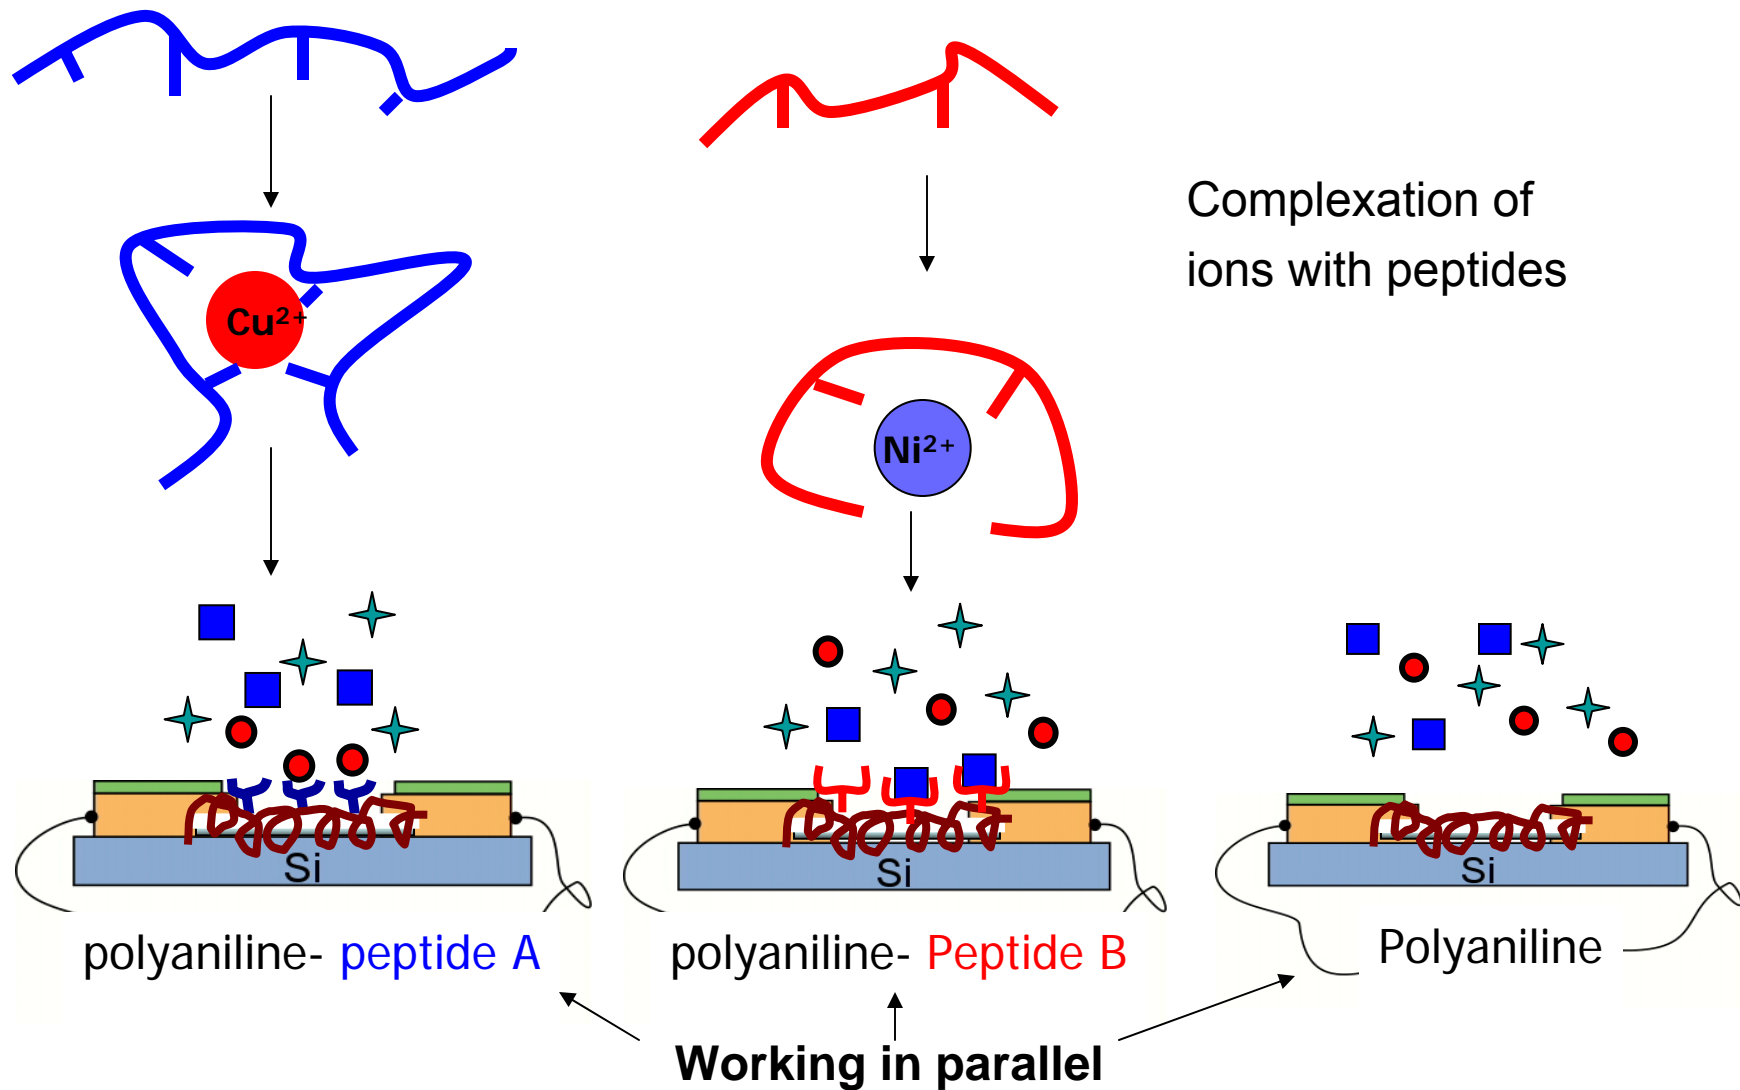 Complexation of
ions with peptides
Cu²⁺
Ni²⁺
Si
Si
Si
polyaniline- peptide A
polyaniline- Peptide B
Polyaniline
Working in parallel